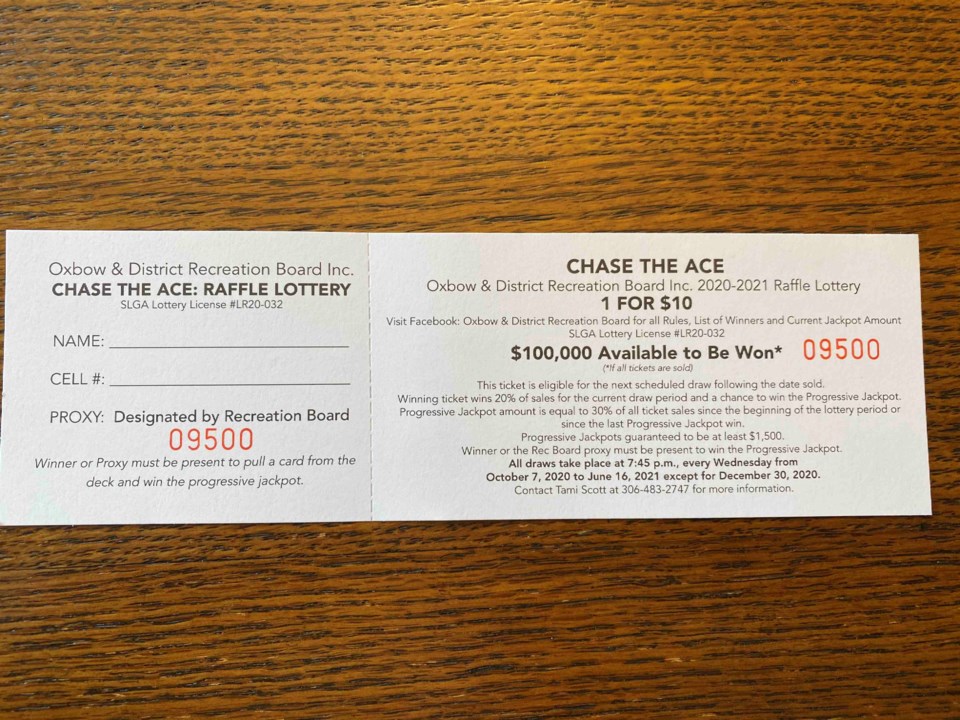 Oxbow & District Recreation Board Inc.
CHASE THE ACE: RAFFLE LOTTERY
SLGA Lottery License #LR20-032
NAME:
CELL #:
PROXY: Designated by Recreation Board
09500
Winner or Proxy must be present to pull a card from the
deck and win the progressive jackpot.
CHASE THE ACE
Oxbow & District Recreation Board Inc. 2020-2021 Raffle Lottery
1 FOR $10
Visit Facebook: Oxbow & District Recreation Board for all Rules, List of Winners and Current Jackpot Amount
SLGA Lottery License #LR20-032
$100,000 Available to Be Won* 09500
(*If all tickets are sold)
This ticket is eligible for the next scheduled draw following the date sold.
Winning ticket wins 20% of sales for the current draw period and a chance to win the Progressive Jackpot.
Progressive Jackpot amount is equal to 30% of all ticket sales since the beginning of the lottery period or
since the last Progressive Jackpot win.
Progressive Jackpots guaranteed to be at least $1,500.
Winner or the Rec Board proxy must be present to win the Progressive Jackpot.
All draws take place at 7:45 p.m., every Wednesday from
October 7, 2020 to June 16, 2021 except for December 30, 2020.
Contact Tami Scott at 306-483-2747 for more information.